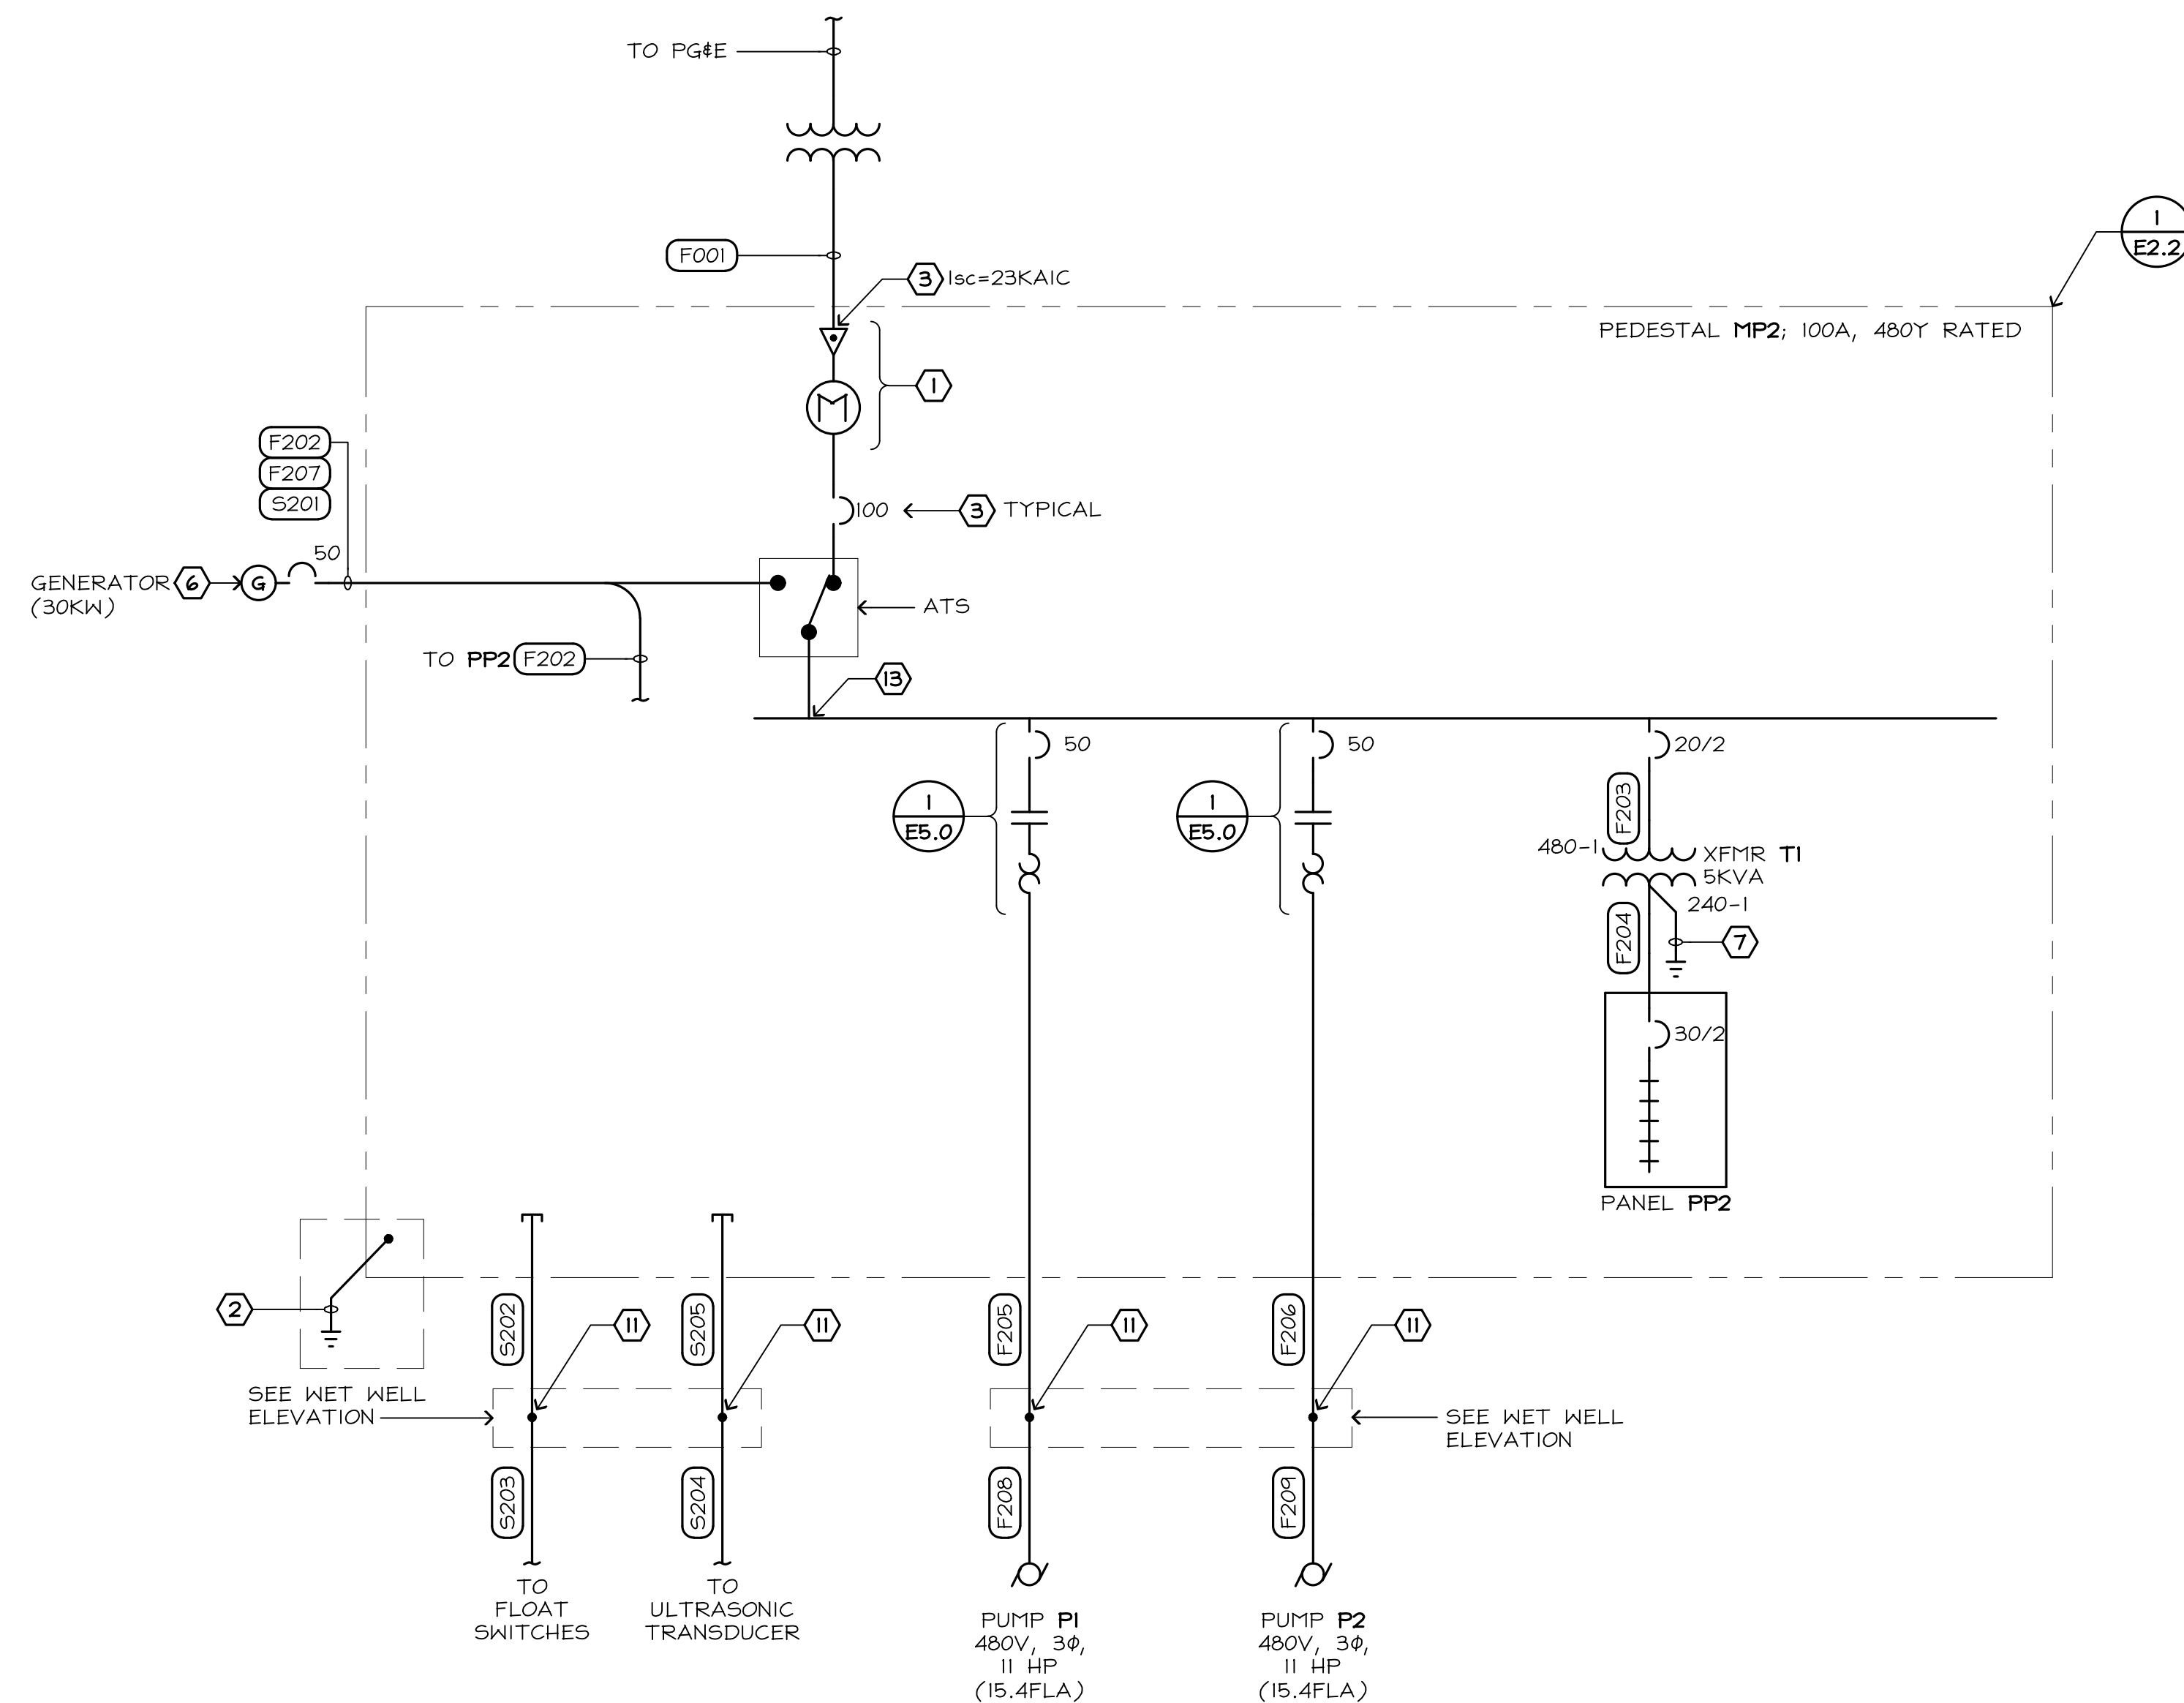 TO PG&E
1
E2.2
F001
3 Isc=23KAIC
PEDESTAL MP2; 100A, 480Y RATED
1
M
F202
F207
S201
100
3 TYPICAL
50
GENERATOR 6 G
(30KW)
ATS
TO PP2 F202
13
50
50
20/2
1
E5.0
1
E5.0
F203
480-1
XFMR T1
5KVA
240-1
F204
7
30/2
PANEL PP2
2
S202
11
S205
11
F205
11
F206
11
SEE WET WELL
ELEVATION
SEE WET WELL
ELEVATION
S203
S204
F208
F209
TO
FLOAT
SWITCHES
TO
ULTRASONIC
TRANSDUCER
PUMP P1
480V, 3Φ,
11 HP
(15.4FLA)
PUMP P2
480V, 3Φ,
11 HP
(15.4FLA)